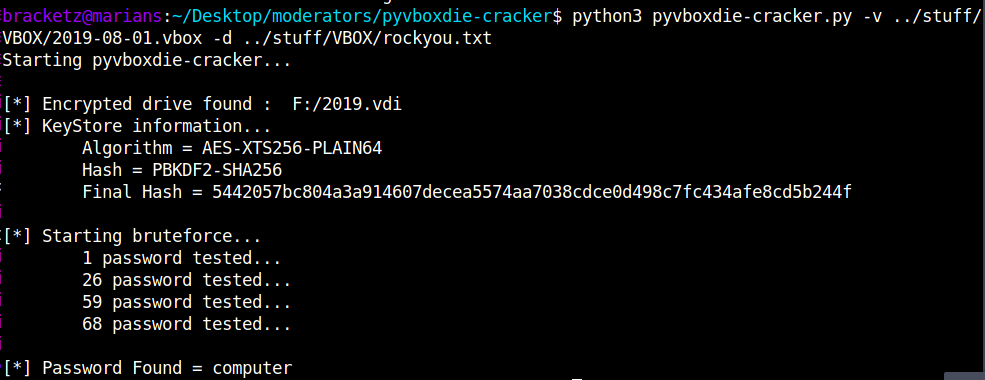 bracketz@marians:~/Desktop/moderators/pyvboxdie-cracker$ python3 pyvboxdie-cracker.py -v ../stuff/
VBOX/2019-08-01.vbox -d ../stuff/VBOX/rockyou.txt
Starting pyvboxdie-cracker...
[*] Encrypted drive found :  F:/2019.vdi
[*] KeyStore information...
Algorithm = AES-XTS256-PLAIN64
Hash = PBKDF2-SHA256
Final Hash = 5442057bc804a3a914607decea5574aa7038cdce0d498c7fc434afe8cd5b244f
[*] Starting bruteforce...
1 password tested...
26 password tested...
59 password tested...
68 password tested...
[*] Password Found = computer